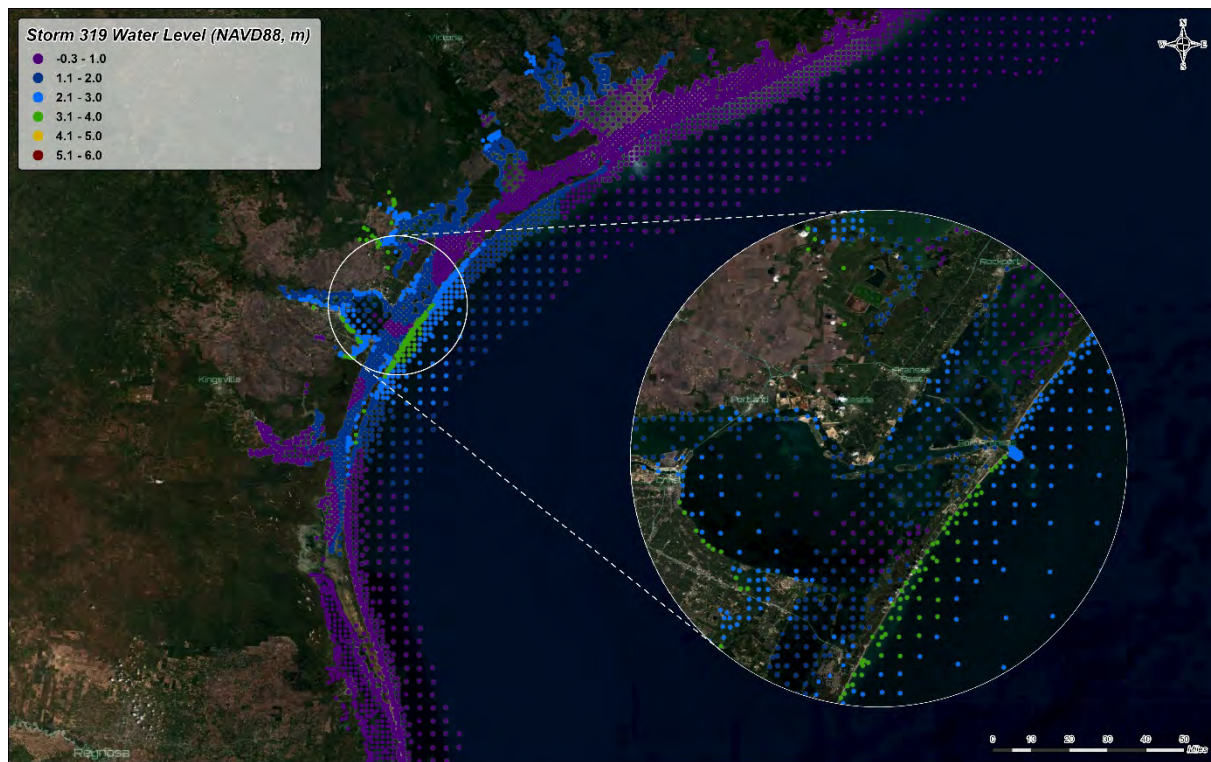 Storm 319 Water Level (NAVD88, m)
-0.3 - 1.0
1.1 - 2.0
2.1 - 3.0
3.1 - 4.0
4.1 - 5.0
5.1 - 6.0
Victoria
N
W E
S
Kingsville
Rockport
Aransas
Pass
Portland
Ingleside
Port Aransas
Reynosa
0 10 20 30 40 50
Miles